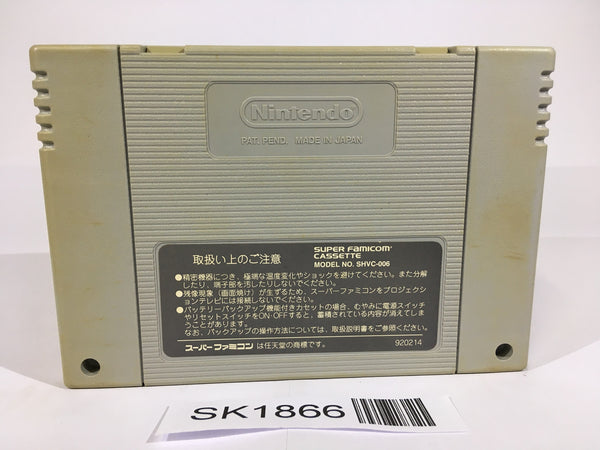 Nintendo
PAT. PEND. MADE IN JAPAN
取扱い上のご注意
SUPER FAMICOM
CASSETTE
MODEL NO. SHVC-006
●精密機器につき、極端な温度変化やショックを避けてください。また分解
したり、端子部を汚したりしないでください。
●残像現象(画面焼け)が生ずるため、スーパーファミコンをプロジェクシ
ョンテレビには接続しないでください。
●バッテリーバックアップ機能付きカセットの場合、むやみに電源スイッチ
やリセットスイッチをON・OFFすると、蓄積されている内容が消えてしま
うことがあります。
なお、バックアップの操作方法については、取扱説明書をご参照ください。
スーパーファミコン は任天堂の商標です。
920214
SK1866